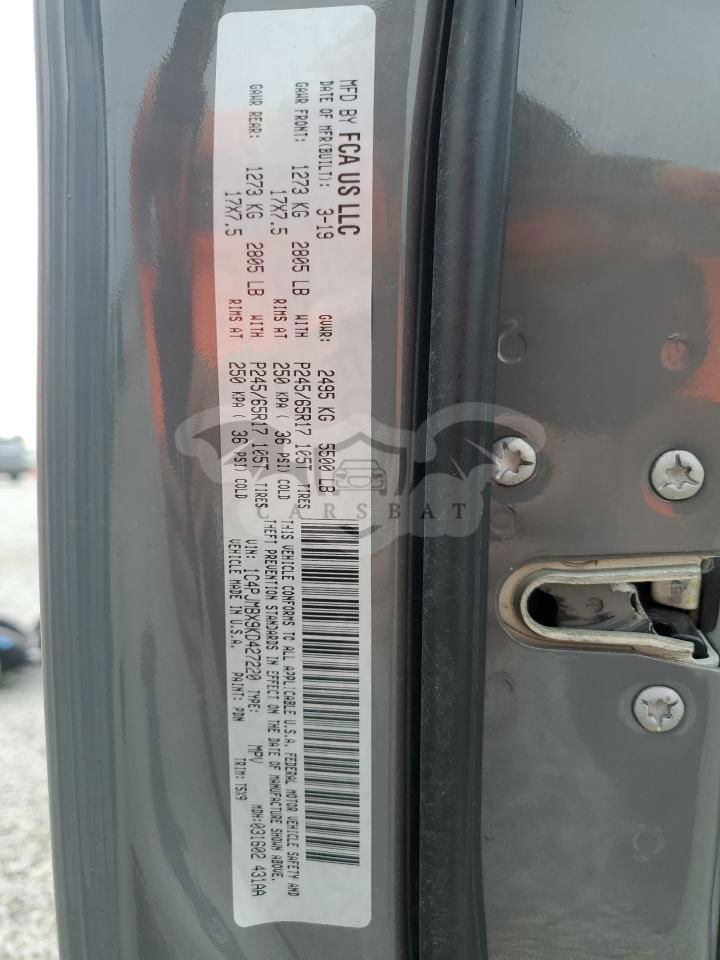 MFD BY FCA US LLC
DATE OF MFR(BUILT): 3-19 GVWR: 2495 KG 5500 LB
GAWR FRONT: 1273 KG 2805 LB WITH P245/65R17 105T TIRES
17X7.5 RIMS AT 250 KPA( 36 PSI) COLD
GAWR REAR: 1273 KG 2805 LB WITH P245/65R17 105T TIRES
17X7.5 RIMS AT 250 KPA( 36 PSI) COLD
THIS VEHICLE CONFORMS TO ALL APPLICABLE U.S.A. FEDERAL MOTOR VEHICLE SAFETY AND
THEFT PREVENTION STANDARDS IN EFFECT ON THE DATE OF MANUFACTURE SHOWN ABOVE.
VIN: 1C4PJMBX9KD427220 TYPE: MPV MDH:031602 431AA
VEHICLE MADE IN U.S.A. PAINT: PDN TRIM: T5X9
CARSBAT